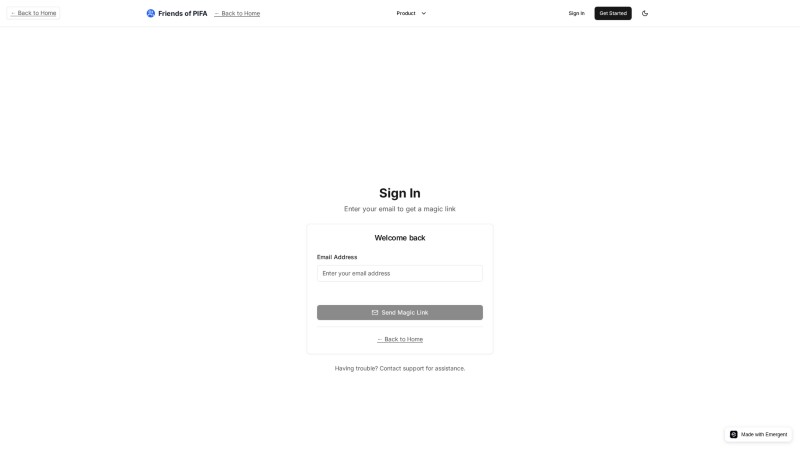 ← Back to Home
Friends of PIFA
← Back to Home
Product
Sign In
Get Started
Sign In
Enter your email to get a magic link
Welcome back
Email Address
Enter your email address
Send Magic Link
← Back to Home
Having trouble? Contact support for assistance.
Made with Emergent